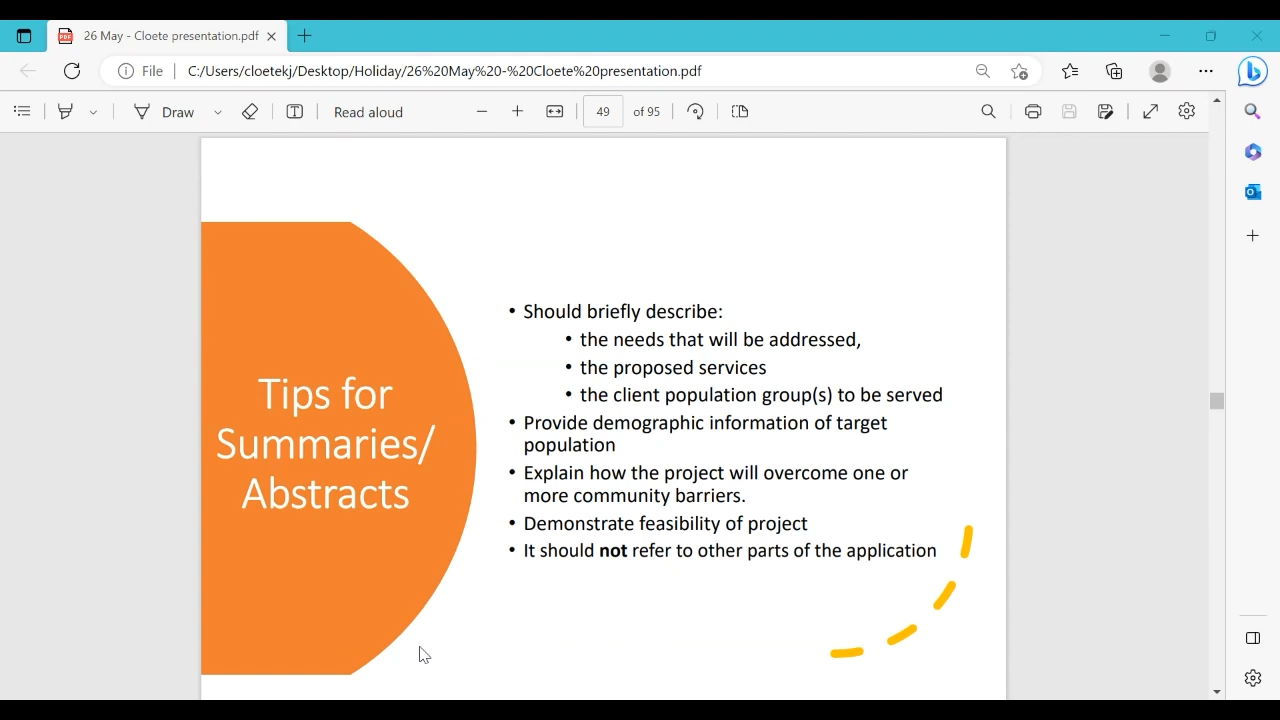 26 May - Cloete presentation.pdf
File
C:/Users/cloetekj/Desktop/Holiday/26%20May%20-%20Cloete%20presentation.pdf
Draw
Read aloud
49
of 95
Tips for
Summaries/
Abstracts
• Should briefly describe:
• the needs that will be addressed,
• the proposed services
• the client population group(s) to be served
• Provide demographic information of target
population
• Explain how the project will overcome one or
more community barriers.
• Demonstrate feasibility of project
• It should not refer to other parts of the application